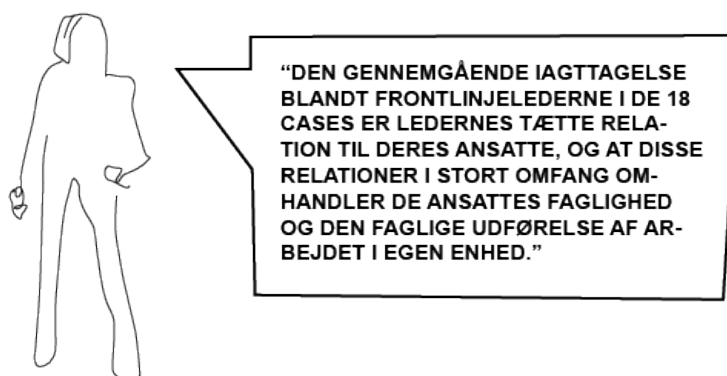 “DEN GENNEMGÅENDE IAGTTAGELSE
BLANDT FRONTLINJELEDERNE I DE 18
CASES ER LEDERNES TÆTTE RELA-
TION TIL DERES ANSATTE, OG AT DISSE
RELATIONER I STORT OMFANG OM-
HANDLER DE ANSATTES FAGLIGHED
OG DEN FAGLIGE UDFØRELSE AF AR-
BEJDET I EGEN ENHED.”